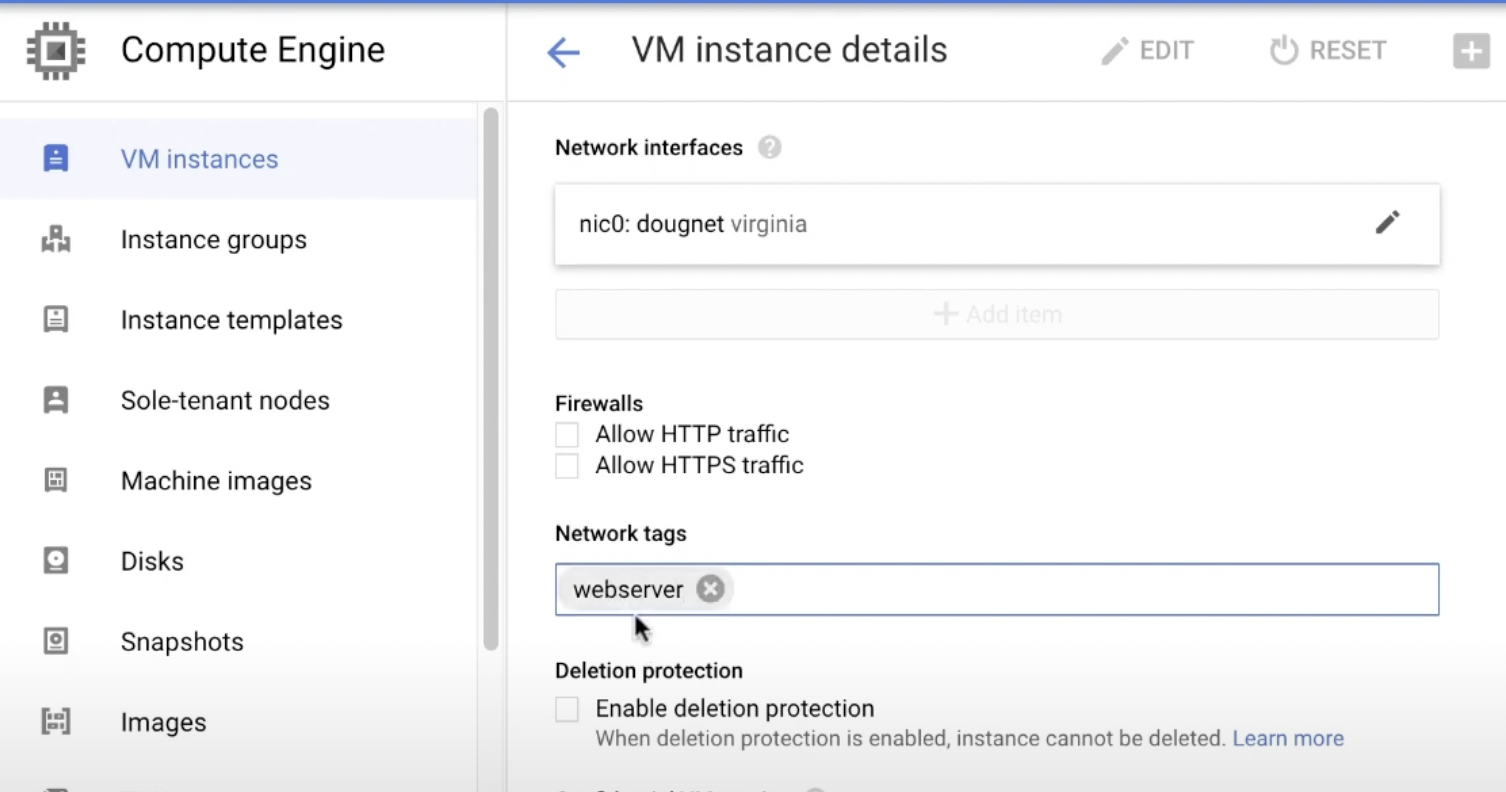 Compute Engine
VM instances
Instance groups
Instance templates
Sole-tenant nodes
Machine images
Disks
Snapshots
Images
VM instance details
EDIT
RESET
Network interfaces
nic0: dougnet virginia
Add item
Firewalls
Allow HTTP traffic
Allow HTTPS traffic
Network tags
webserver
Deletion protection
Enable deletion protection
When deletion protection is enabled, instance cannot be deleted. Learn more